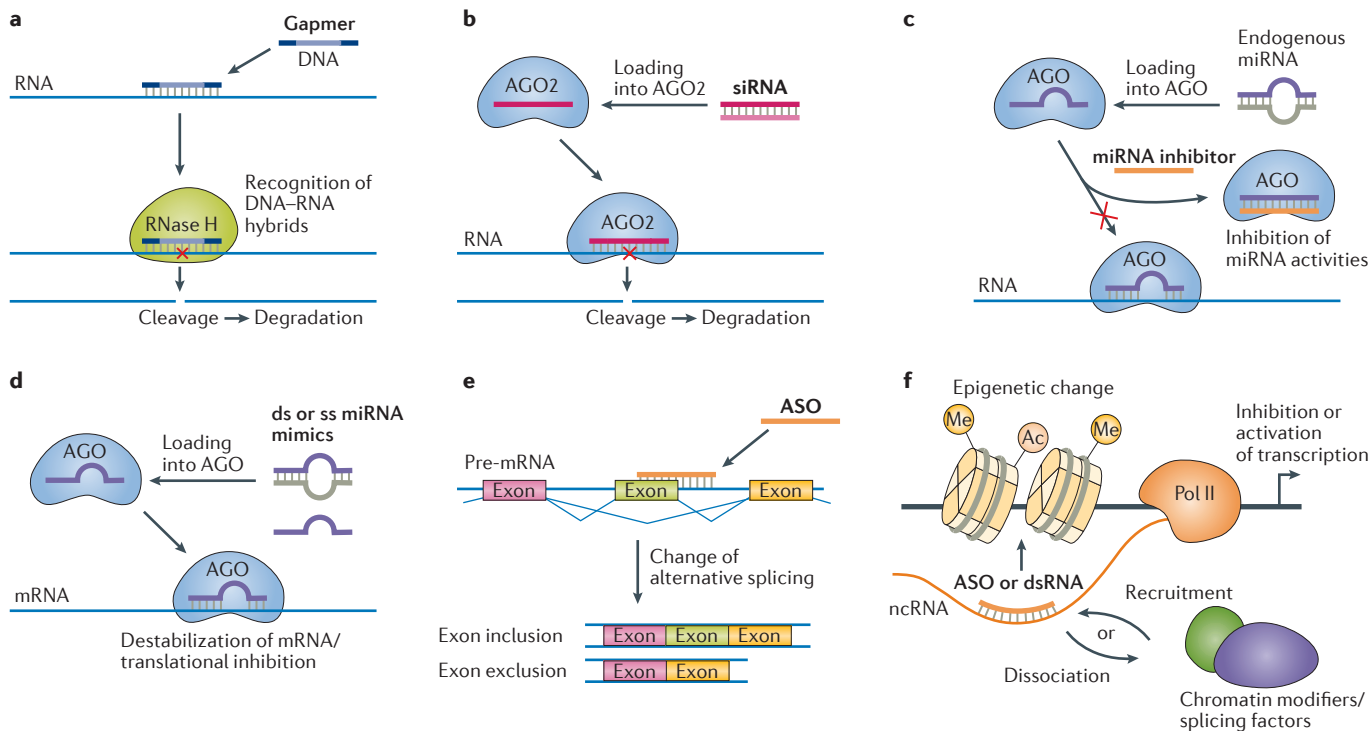 a
Gapmer
DNA
RNA
RNase H
Recognition of
DNA–RNA
hybrids
Cleavage
Degradation
b
AGO2
Loading
into AGO2
siRNA
AGO2
RNA
Cleavage
Degradation
c
Endogenous
miRNA
AGO
Loading
into AGO
miRNA inhibitor
AGO
Inhibition of
miRNA activities
AGO
RNA
d
ds or ss miRNA
mimics
AGO
Loading
into AGO
AGO
mRNA
Destabilization of mRNA/
translational inhibition
e
ASO
Pre-mRNA
Exon
Exon
Exon
Change of
alternative splicing
Exon inclusion
Exon
Exon
Exon
Exon exclusion
Exon
Exon
f
Epigenetic change
Me
Ac
Me
Inhibition or
activation
of transcription
Pol II
ASO or dsRNA
ncRNA
Recruitment
or
Dissociation
Chromatin modifiers/
splicing factors